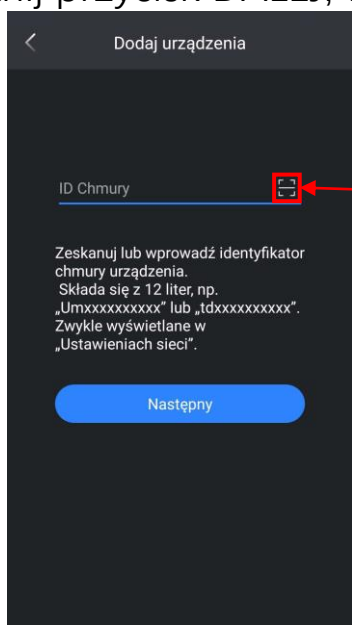 przycisk
Dodaj urządzenia
ID Chmury
Zeskanuj lub wprowadź identyfikator
chmury urządzenia.
Składa się z 12 liter, np.
„Umxxxxxxxxxx” lub „tdxxxxxxxxxx”.
Zwykle wyświetlane w
„Ustawieniach sieci”.
Następny